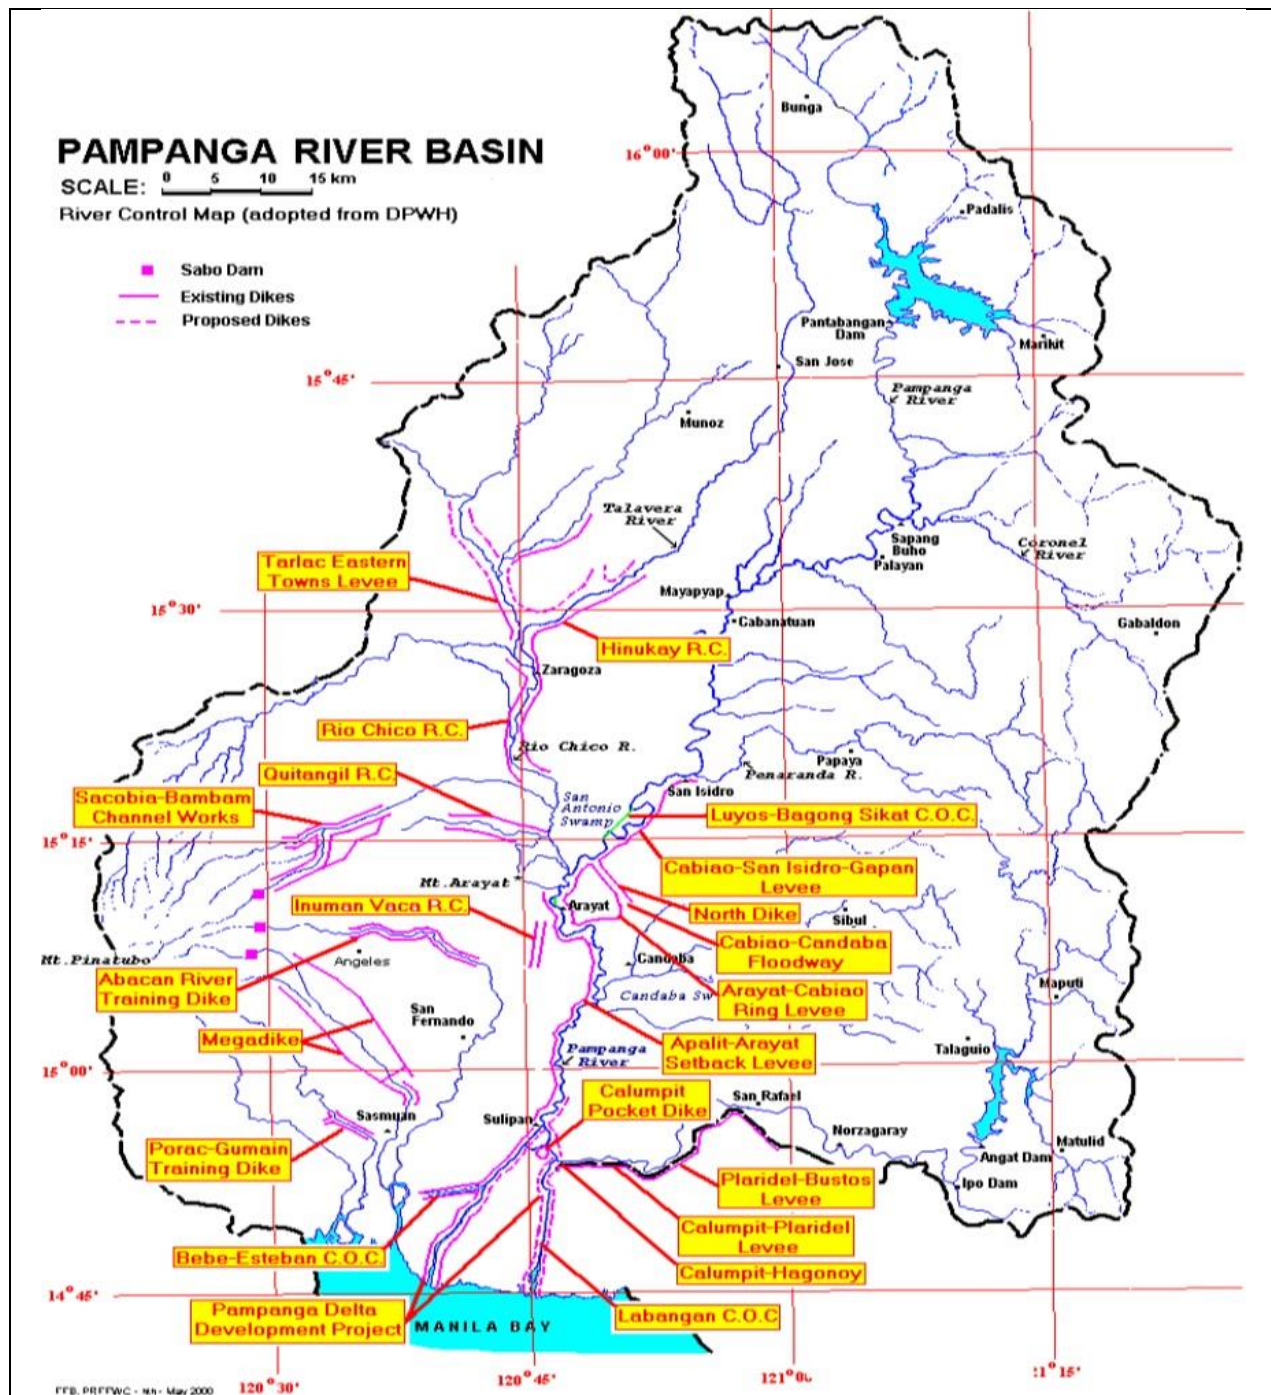 PAMPANGA RIVER BASIN
SCALE: 0 5 10 15 km
River Control Map (adopted from DPWH)
Sabo Dam
Existing Dikes
Proposed Dikes
Bunga
16°00'
Padalis
Pantabangan
Dam
Marikit
San Jose
15°45'
Pampanga
River
Munoz
Talavera
River
Sapang
Buho
Coronel
River
Palayan
Tarlac Eastern
Towns Levee
Mayapyap
15°30'
Cabanatuan
Gabaldon
Hinukay R.C.
Zaragoza
Rio Chico R.C.
Rio Chico R.
Papaya
Penaranda R.
Quitangil R.C.
San Isidro
San
Antonio
Swamp
Sacobia-Bambam
Channel Works
Luyos-Bagong Sikat C.O.C.
15°15'
Cabiao-San Isidro-Gapan
Levee
Mt.Arayat
Inuman Vaca R.C.
Arayat
North Dike
Sibul
Cabiao-Candaba
Floodway
Mt.Pinatubo
Angeles
Candaba
Abacan River
Training Dike
Candaba Sw
Arayat-Cabiao
Ring Levee
Maputi
San
Fernando
Megadike
Apalit-Arayat
Setback Levee
Talaguio
Pampanga
River
15°00'
Calumpit
Pocket Dike
San Rafael
Sasmuan
Sulipan
Norzagaray
Matulid
Porac-Gumain
Training Dike
Angat Dam
Plaridel-Bustos
Levee
Ipo Dam
Calumpit-Plaridel
Levee
Bebe-Esteban C.O.C.
Calumpit-Hagonoy
14°45'
Pampanga Delta
Development Project
Labangan C.O.C
MANILA BAY
120°30'
120°45'